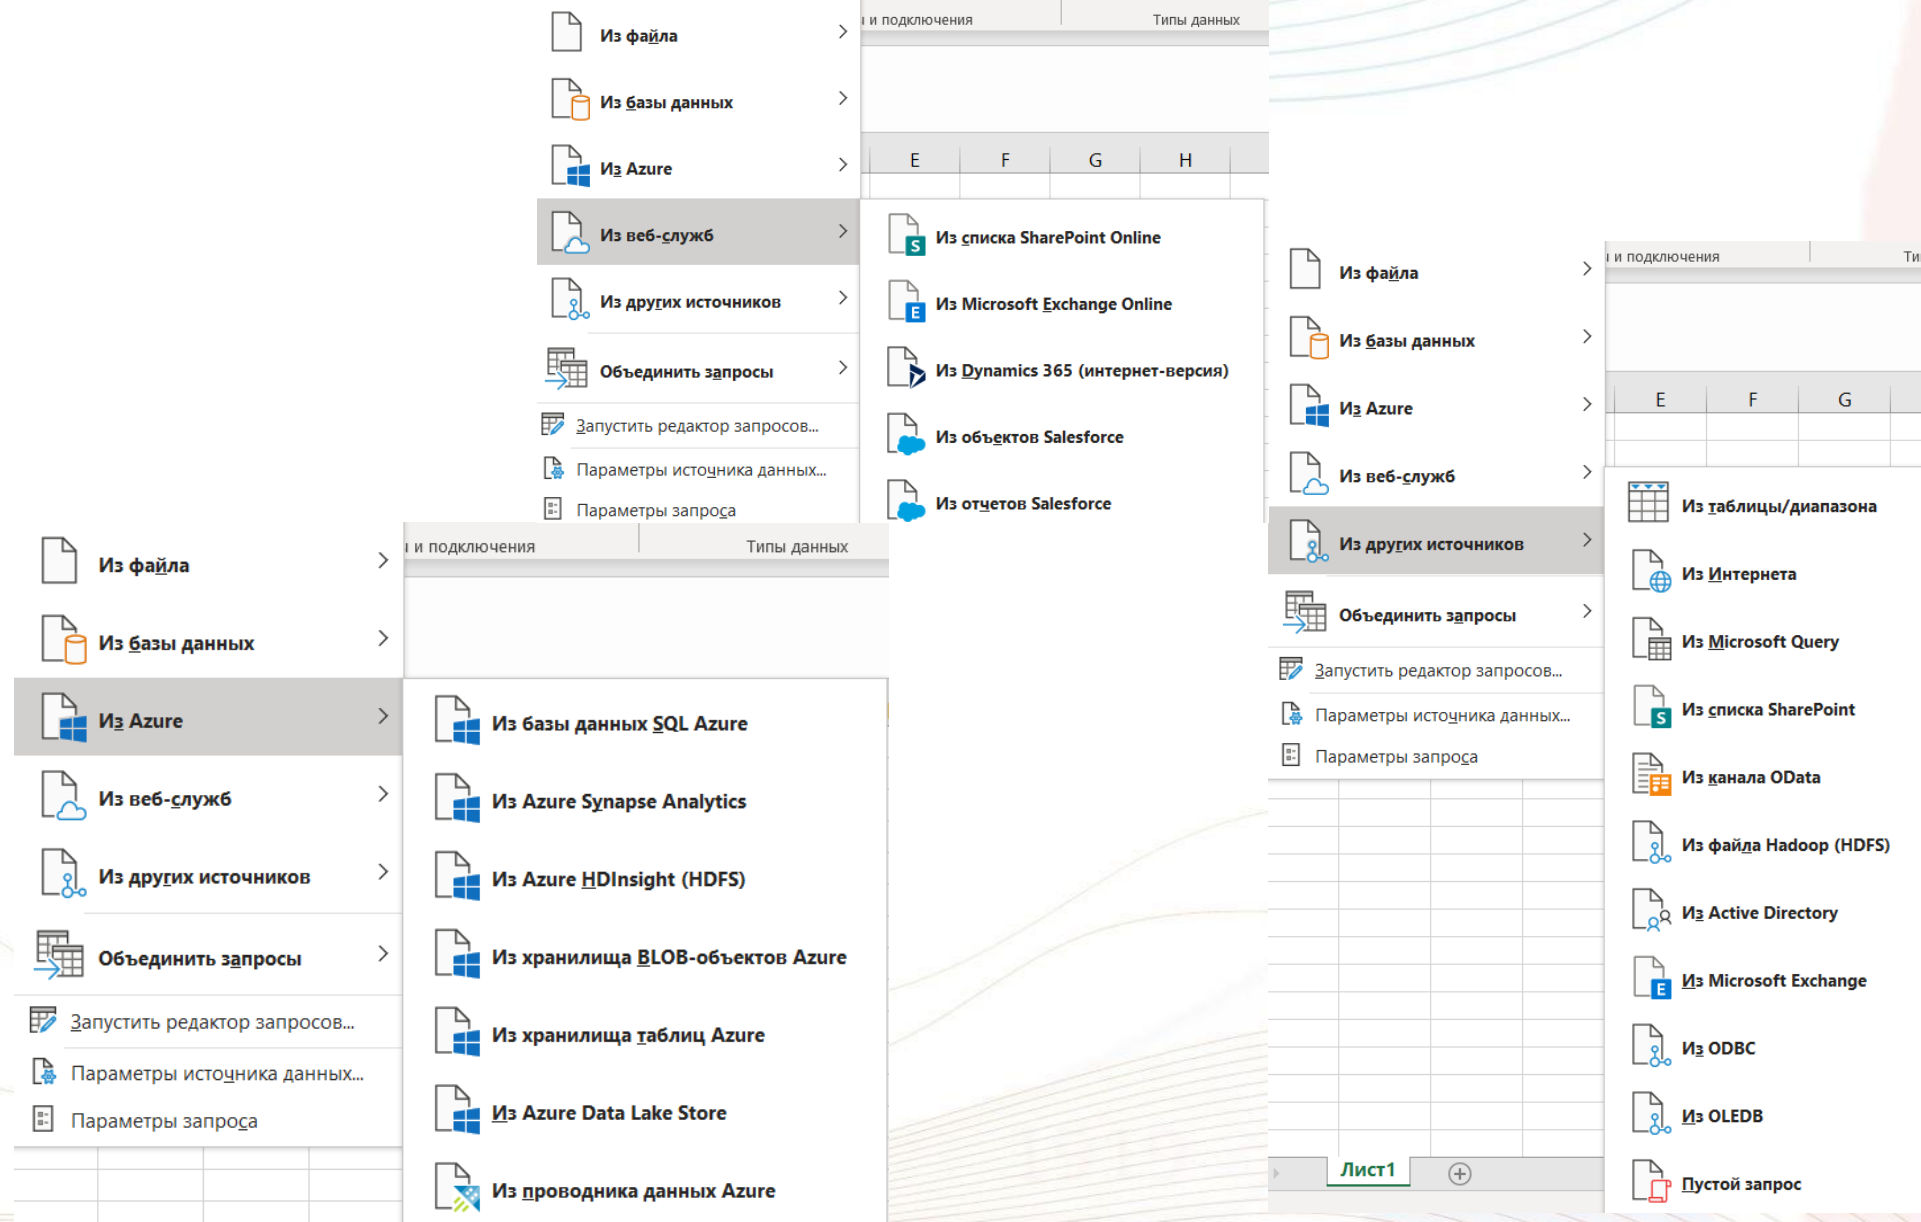 Из файла
Из базы данных
Из Azure
Из веб-служб
Из других источников
Объединить запросы
Запустить редактор запросов...
Параметры источника данных...
Параметры запроса
и подключения
Типы данных
E F G H
Из списка SharePoint Online
Из Microsoft Exchange Online
Из Dynamics 365 (интернет-версия)
Из объектов Salesforce
Из отчетов Salesforce
Из файла
Из базы данных
Из Azure
Из веб-служб
Из других источников
Объединить запросы
Запустить редактор запросов...
Параметры источника данных...
Параметры запроса
и подключения
Типы данных
Из базы данных SQL Azure
Из Azure Synapse Analytics
Из Azure HDInsight (HDFS)
Из хранилища BLOB-объектов Azure
Из хранилища таблиц Azure
Из Azure Data Lake Store
Из проводника данных Azure
Из файла
Из базы данных
Из Azure
Из веб-служб
Из других источников
Объединить запросы
Запустить редактор запросов...
Параметры источника данных...
Параметры запроса
и подключения
E F G
Из таблицы/диапазона
Из Интернета
Из Microsoft Query
Из списка SharePoint
Из канала OData
Из файла Hadoop (HDFS)
Из Active Directory
Из Microsoft Exchange
Из ODBC
Из OLEDB
Пустой запрос
Лист1